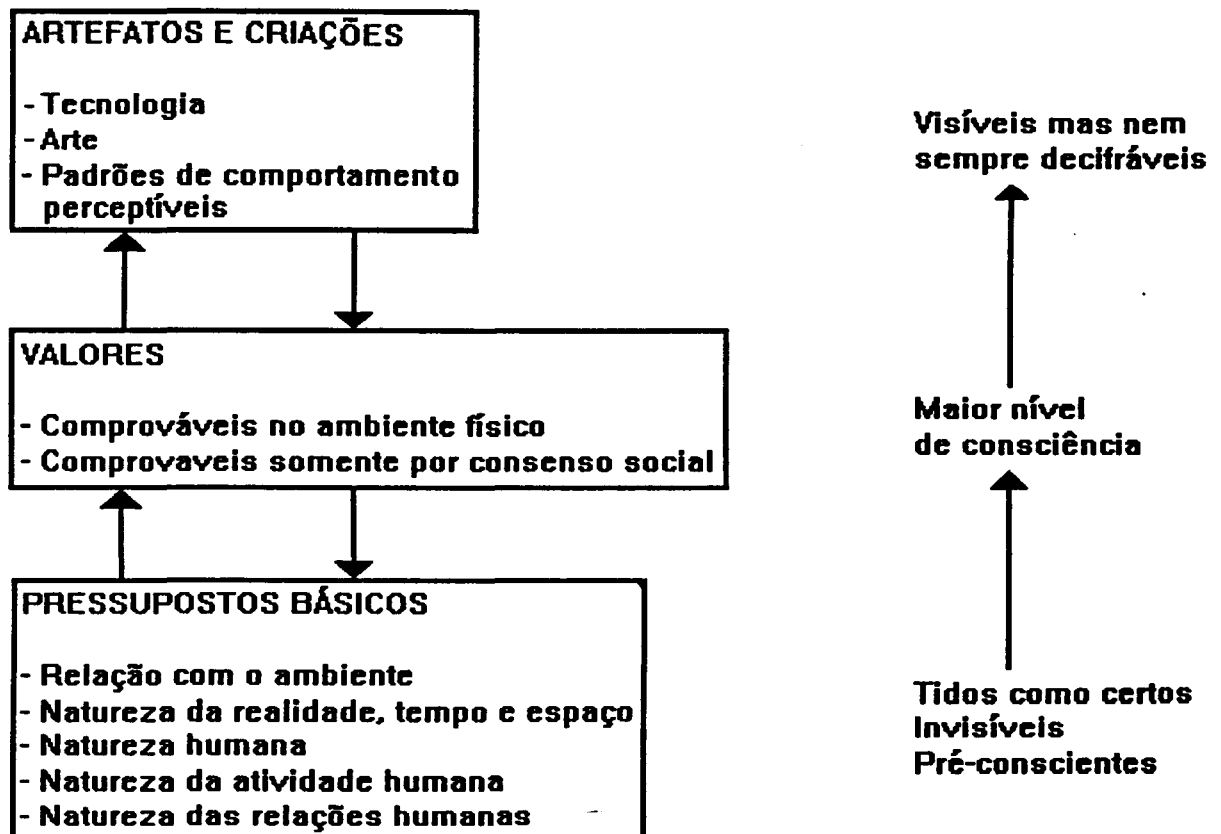 ARTEFATOS E CRIAÇÕES
- Tecnologia
- Arte
- Padrões de comportamento
perceptíveis
Visíveis mas nem
sempre decifráveis
VALORES
- Comprováveis no ambiente físico
- Comprovaveis somente por consenso social
Maior nível
de consciência
PRESSUPOSTOS BÁSICOS
- Relação com o ambiente
- Natureza da realidade, tempo e espaço
- Natureza humana
- Natureza da atividade humana
- Natureza das relações humanas
Tidos como certos
Invisíveis
Pré-conscientes